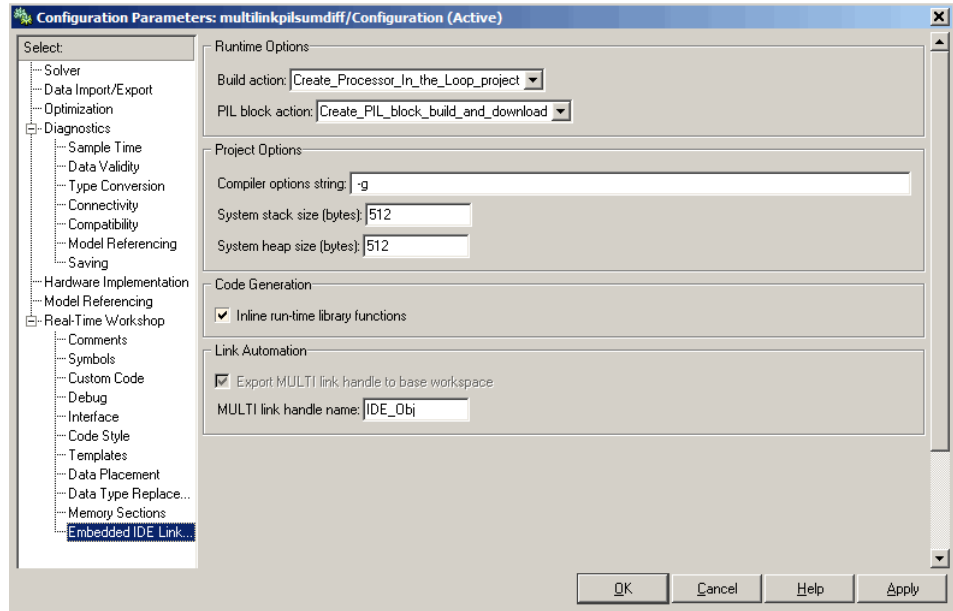 Configuration Parameters: multilinkpilsumdiff/Configuration (Active)
Select:
Solver
Data Import/Export
Optimization
Diagnostics
Sample Time
Data Validity
Type Conversion
Connectivity
Compatibility
Model Referencing
Saving
Hardware Implementation
Model Referencing
Real-Time Workshop
Comments
Symbols
Custom Code
Debug
Interface
Code Style
Templates
Data Placement
Data Type Replace...
Memory Sections
Embedded IDE Link...
Runtime Options
Build action: Create_Processor_In_the_Loop_project
PIL block action: Create_PIL_block_build_and_download
Project Options
Compiler options string: -g
System stack size (bytes): 512
System heap size (bytes): 512
Code Generation
Inline run-time library functions
Link Automation
Export MULTI link handle to base workspace
MULTI link handle name: IDE_Obj
OK Cancel Help Apply